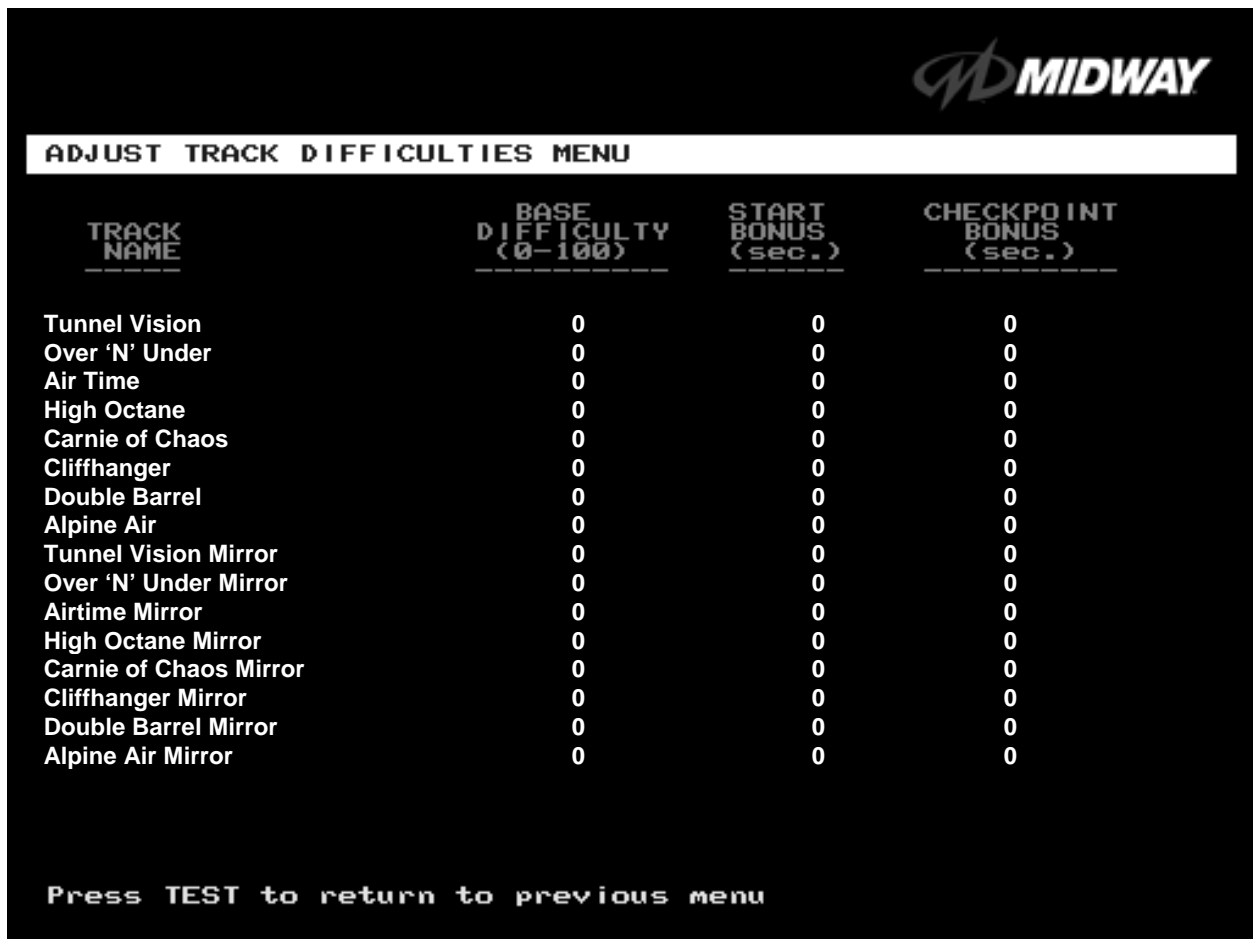 MIDWAY
ADJUST TRACK DIFFICULTIES MENU
TRACK NAME BASE DIFFICULTY (0-100) START BONUS (sec.) CHECKPOINT BONUS (sec.)
Tunnel Vision 0 0 0
Over ‘N’ Under 0 0 0
Air Time 0 0 0
High Octane 0 0 0
Carnie of Chaos 0 0 0
Cliffhanger 0 0 0
Double Barrel 0 0 0
Alpine Air 0 0 0
Tunnel Vision Mirror 0 0 0
Over ‘N’ Under Mirror 0 0 0
Airtime Mirror 0 0 0
High Octane Mirror 0 0 0
Carnie of Chaos Mirror 0 0 0
Cliffhanger Mirror 0 0 0
Double Barrel Mirror 0 0 0
Alpine Air Mirror 0 0 0
Press TEST to return to previous menu